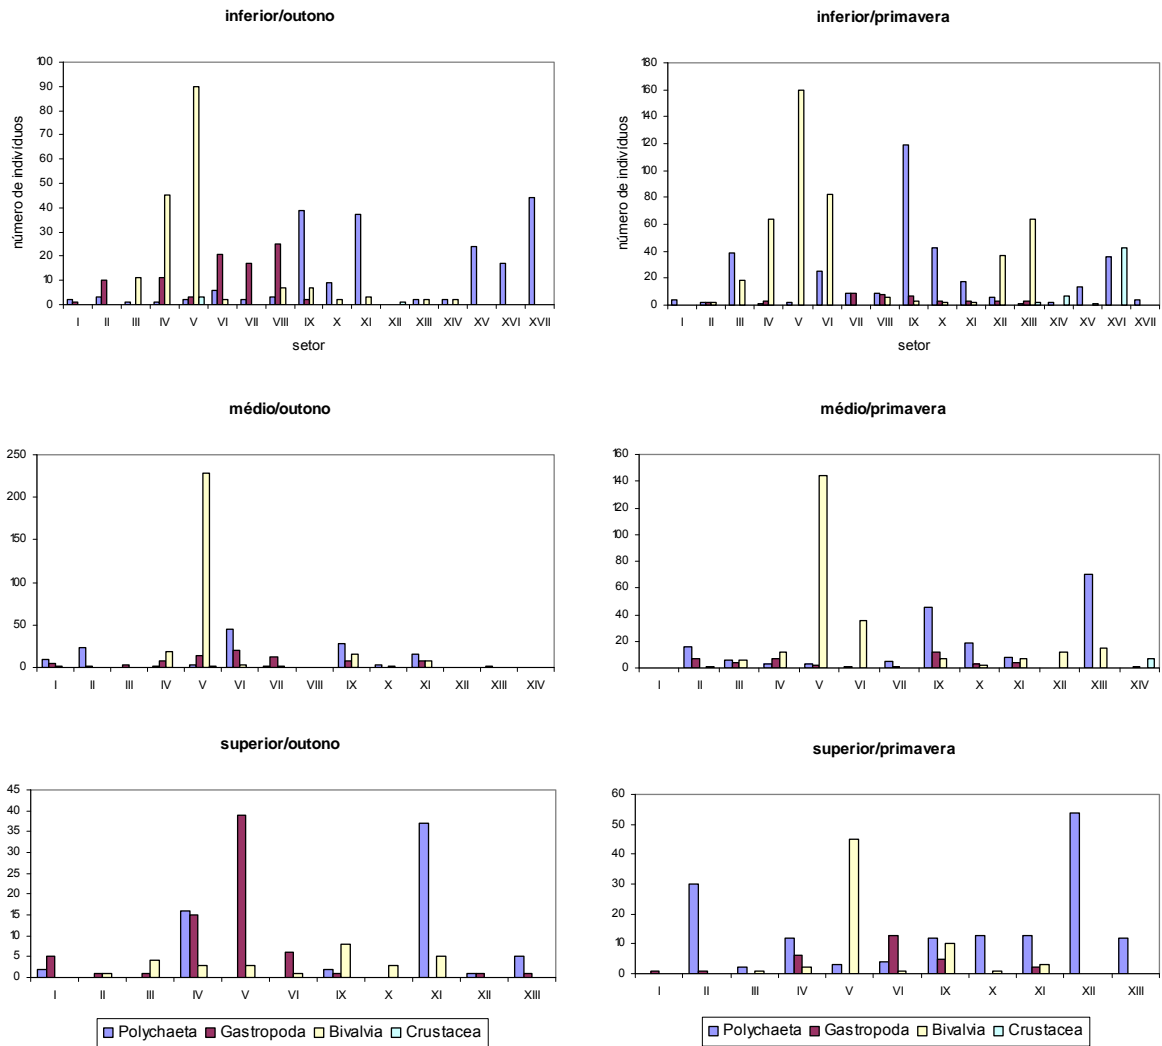 inferior/outono
100
90
80
70
60
50
40
30
20
10
0
número de indivíduos
I II III IV V VI VII VIII IX X XI XII XIII XIV XV XVI XVII
setor
inferior/primavera
180
160
140
120
100
80
60
40
20
0
número de indivíduos
I II III IV V VI VII VIII IX X XI XII XIII XIV XV XVI XVII
setor
médio/outono
250
200
150
100
50
0
I II III IV V VI VII VIII IX X XI XII XIII XIV
médio/primavera
160
140
120
100
80
60
40
20
0
I II III IV V VI VII IX X XI XII XIII XIV
superior/outono
45
40
35
30
25
20
15
10
5
0
I II III IV V VI IX X XI XII XIII
Polychaeta Gastropoda Bivalvia Crustacea
superior/primavera
60
50
40
30
20
10
0
I II III IV V VI IX X XI XII XIII
Polychaeta Gastropoda Bivalvia Crustacea